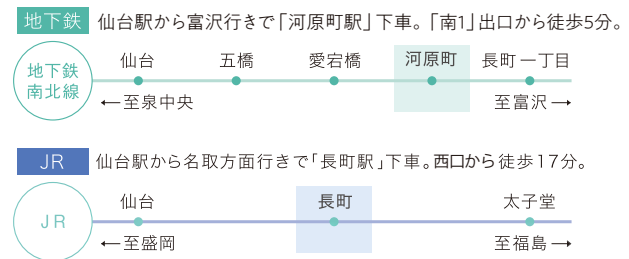 地下鉄 仙台駅から富沢行きで「河原町駅」下車。「南1」出口から徒歩5分。
地下鉄
南北線
仙台 五橋 愛宕橋 河原町 長町一丁目
←至泉中央 至富沢→
JR 仙台駅から名取方面行きで「長町駅」下車。西口から徒歩17分。
JR
仙台 長町 太子堂
←至盛岡 至福島→